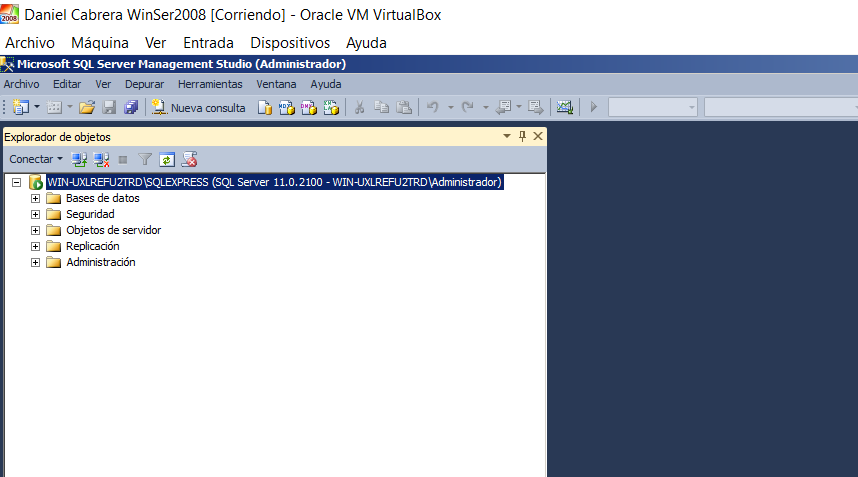 2008
Daniel Cabrera WinSer2008 [Corriendo] - Oracle VM VirtualBox
Archivo Máquina Ver Entrada Dispositivos Ayuda
Microsoft SQL Server Management Studio (Administrador)
Archivo Editar Ver Depurar Herramientas Ventana Ayuda
Nueva consulta
Explorador de objetos
Conectar
WIN-UXLREFU2TRD\SQLEXPRESS (SQL Server 11.0.2100 - WIN-UXLREFU2TRD\Administrador)
Bases de datos
Seguridad
Objetos de servidor
Replicación
Administración